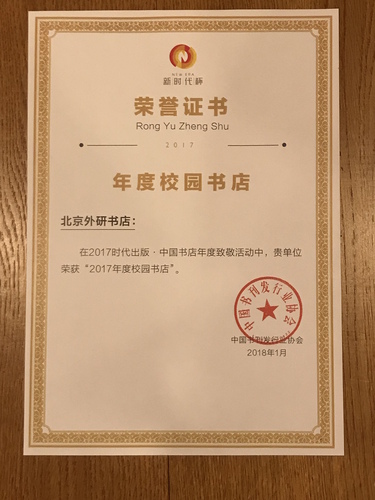 NEW ERA
新时代杯
荣誉证书
Rong Yu Zheng Shu
2017
年度校园书店
北京外研书店：
在2017时代出版·中国书店年度致敬活动中，贵单位
荣获“2017年度校园书店”。
中国书刊发行业协会
中国书刊发行业协会
2018年1月